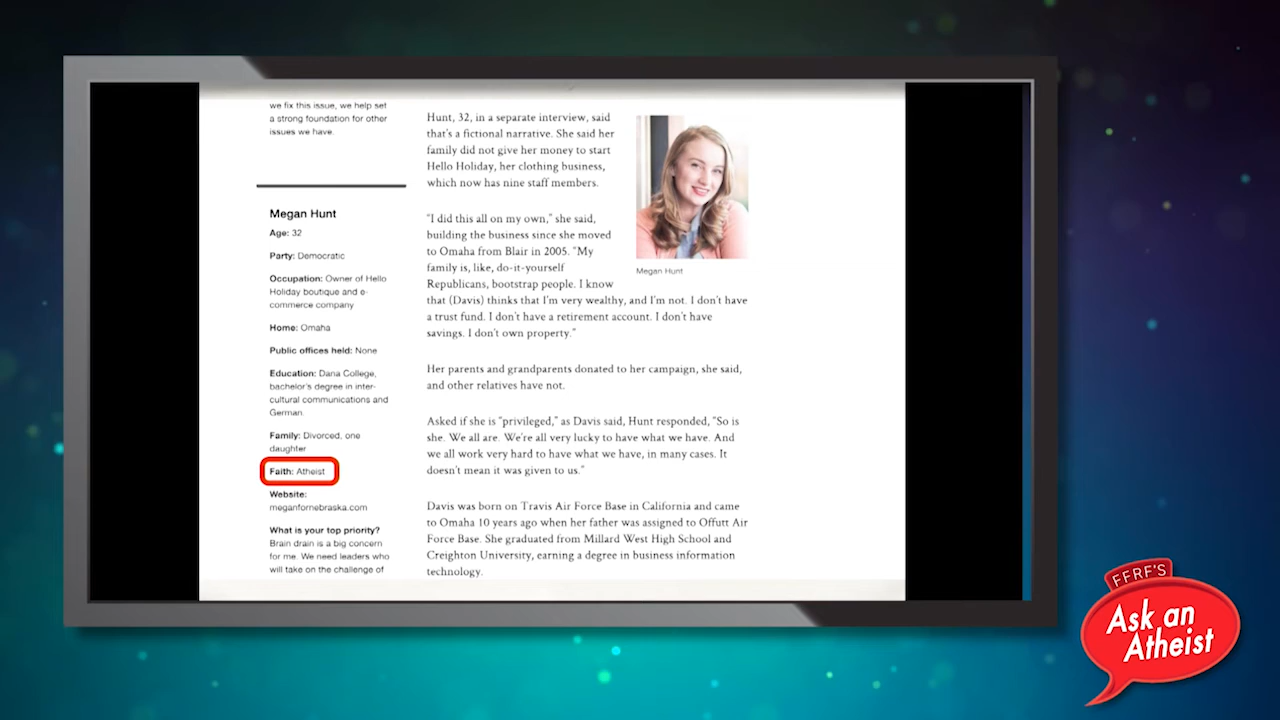 we fix this issue, we help set
a strong foundation for other
issues we have.
Megan Hunt
Age: 32
Party: Democratic
Occupation: Owner of Hello
Holiday boutique and e-
commerce company
Home: Omaha
Public offices held: None
Education: Dana College,
bachelor's degree in inter-
cultural communications and
German.
Family: Divorced, one
daughter
Faith: Atheist
Website:
meganfornebraska.com
What is your top priority?
Brain drain is a big concern
for me. We need leaders who
will take on the challenge of
Hunt, 32, in a separate interview, said
that's a fictional narrative. She said her
family did not give her money to start
Hello Holiday, her clothing business,
which now has nine staff members.
"I did this all on my own," she said,
building the business since she moved
to Omaha from Blair in 2005. "My
family is, like, do-it-yourself
Republicans, bootstrap people. I know
that (Davis) thinks that I'm very wealthy, and I'm not. I don't have
a trust fund. I don't have a retirement account. I don't have
savings. I don't own property."
Her parents and grandparents donated to her campaign, she said,
and other relatives have not.
Asked if she is "privileged," as Davis said, Hunt responded, "So is
she. We all are. We're all very lucky to have what we have. And
we all work very hard to have what we have, in many cases. It
doesn't mean it was given to us."
Davis was born on Travis Air Force Base in California and came
to Omaha 10 years ago when her father was assigned to Offutt Air
Force Base. She graduated from Millard West High School and
Creighton University, earning a degree in business information
technology.
Megan Hunt
FFRF'S
Ask an
Atheist